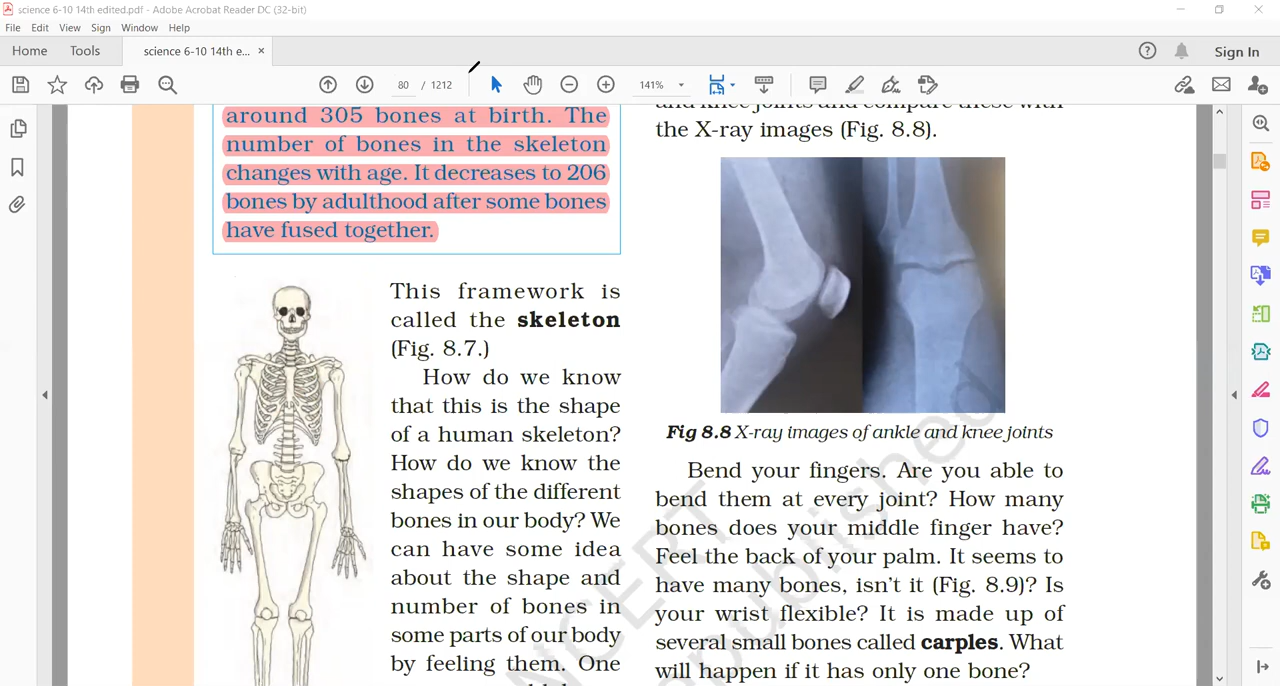 science 6-10 14th edited.pdf - Adobe Acrobat Reader DC (32-bit)
File Edit View Sign Window Help
Home Tools science 6-10 14th e... × Sign In
80 / 1212 141%
around 305 bones at birth. The
number of bones in the skeleton
changes with age. It decreases to 206
bones by adulthood after some bones
have fused together.
This framework is
called the skeleton
(Fig. 8.7.)
How do we know
that this is the shape
of a human skeleton?
How do we know the
shapes of the different
bones in our body? We
can have some idea
about the shape and
number of bones in
some parts of our body
by feeling them. One
and knee joints and compare these with
the X-ray images (Fig. 8.8).
Fig 8.8 X-ray images of ankle and knee joints
Bend your fingers. Are you able to
bend them at every joint? How many
bones does your middle finger have?
Feel the back of your palm. It seems to
have many bones, isn't it (Fig. 8.9)? Is
your wrist flexible? It is made up of
several small bones called carples. What
will happen if it has only one bone?
NCERT
republished